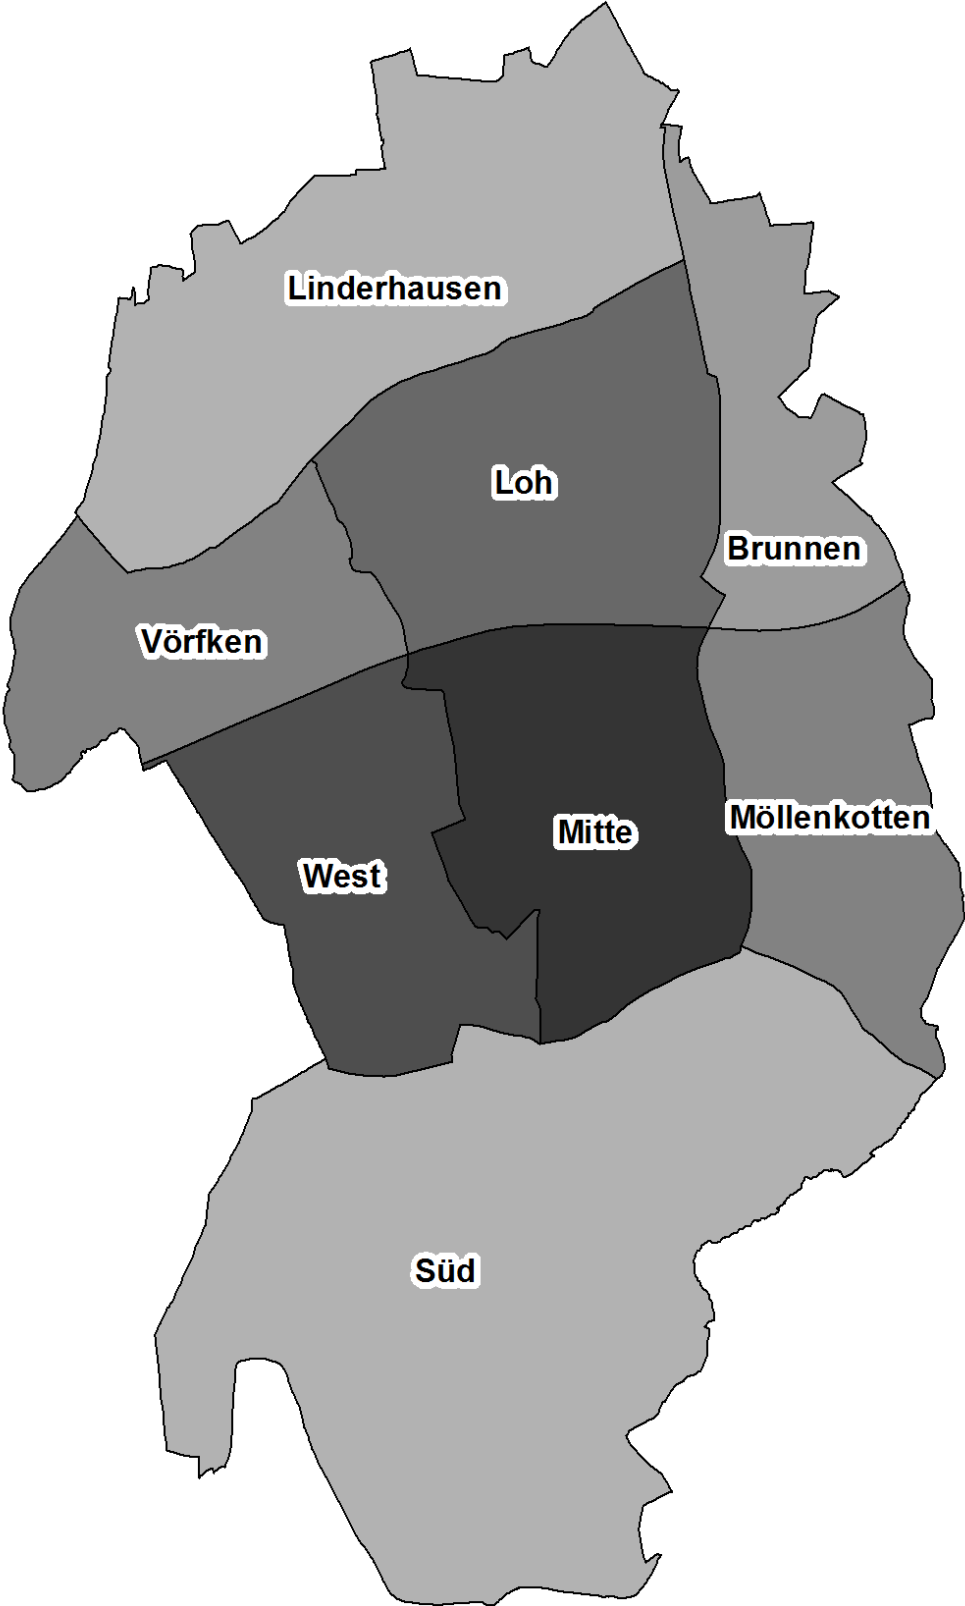 Linderhausen
Loh
Brunnen
Vörfken
Möllenkotten
Mitte
West
Süd